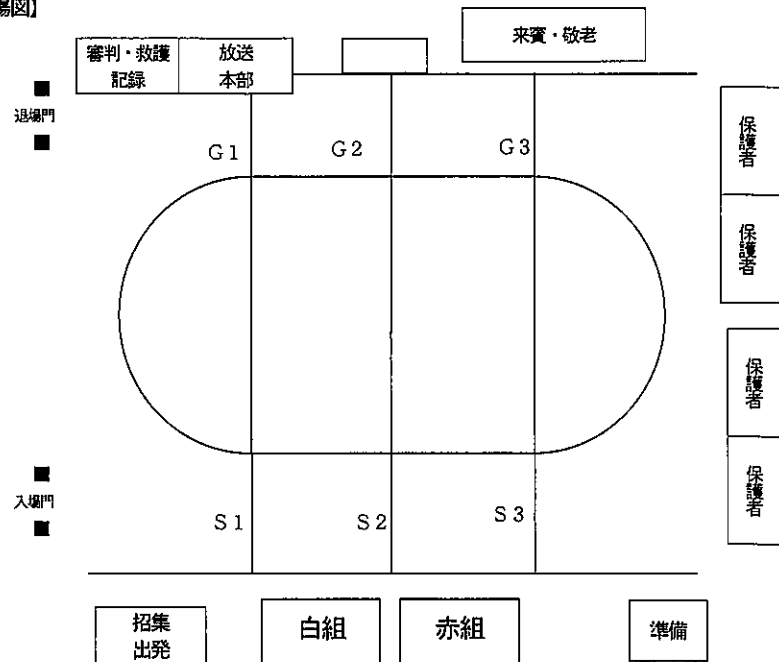 場図】
来賓・敬老
審判・救護
記録
放送
本部
退場門
保護者
G1
G2
G3
保護者
保護者
保護者
入場門
S1
S2
S3
招集
出発
白組
赤組
準備